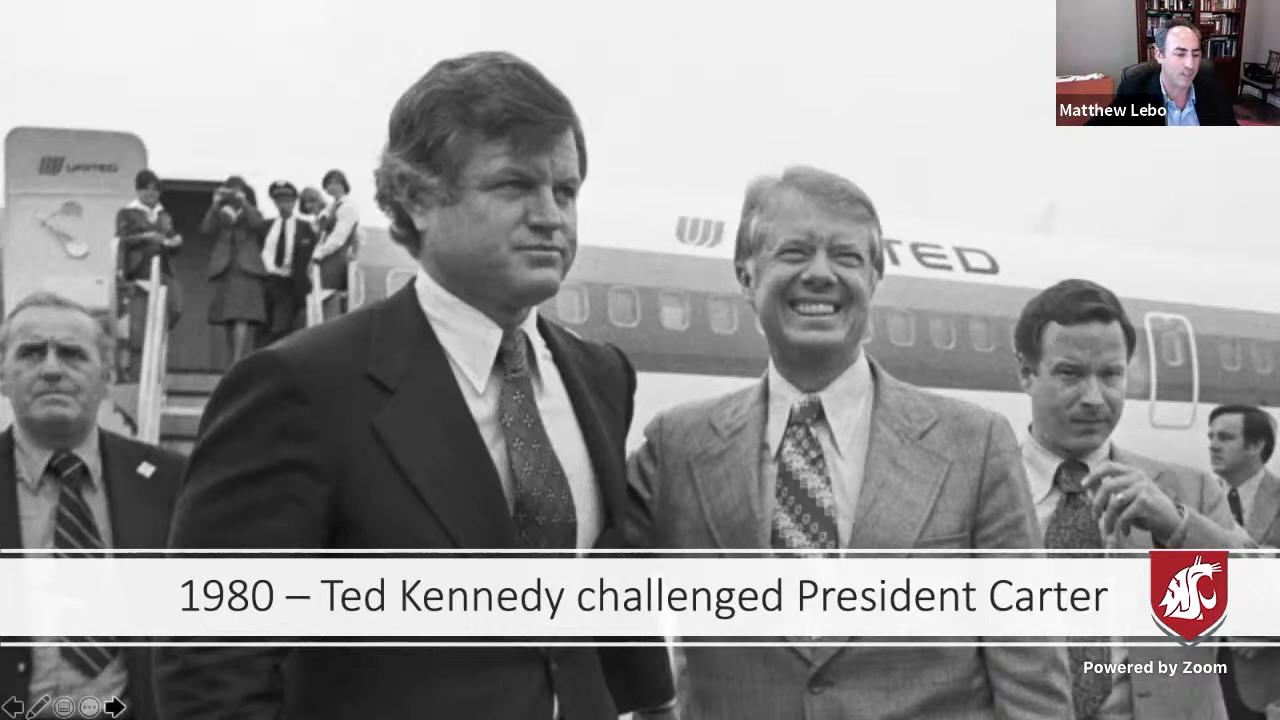 Matthew Lebo
UNITED
TED
1980 – Ted Kennedy challenged President Carter
Powered by Zoom